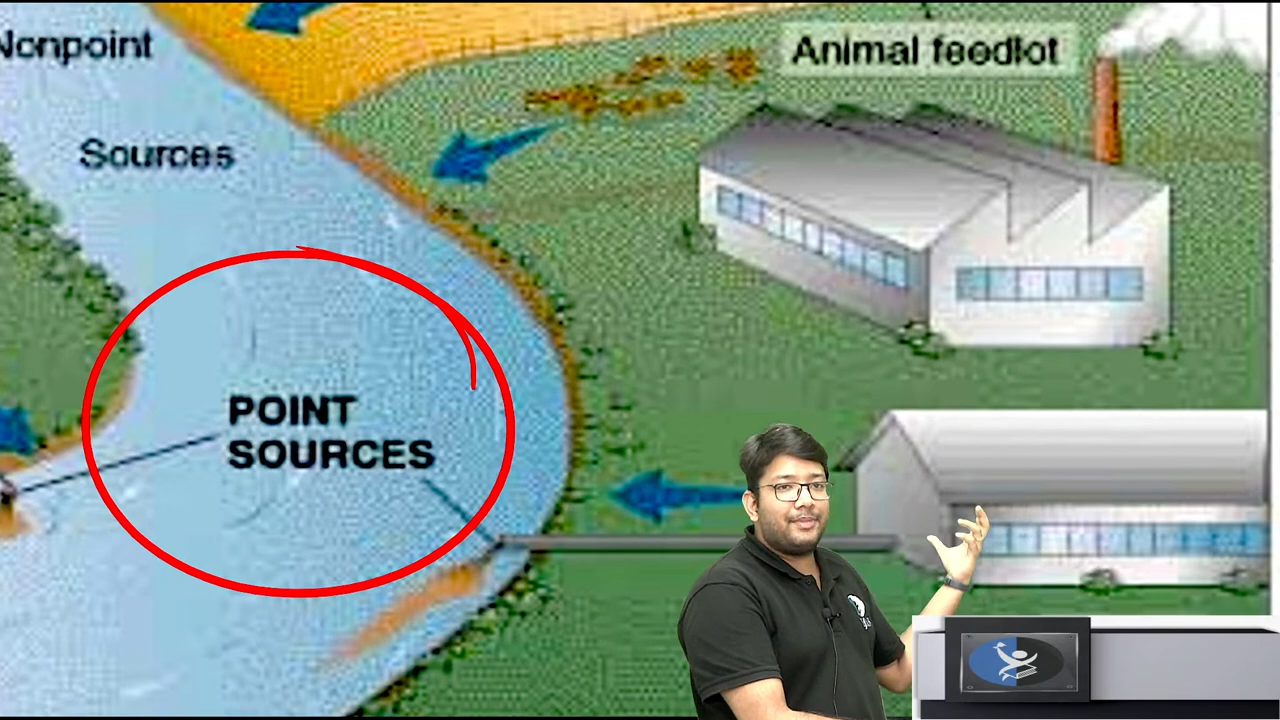 Nonpoint
Sources
Animal feedlot
POINT
SOURCES